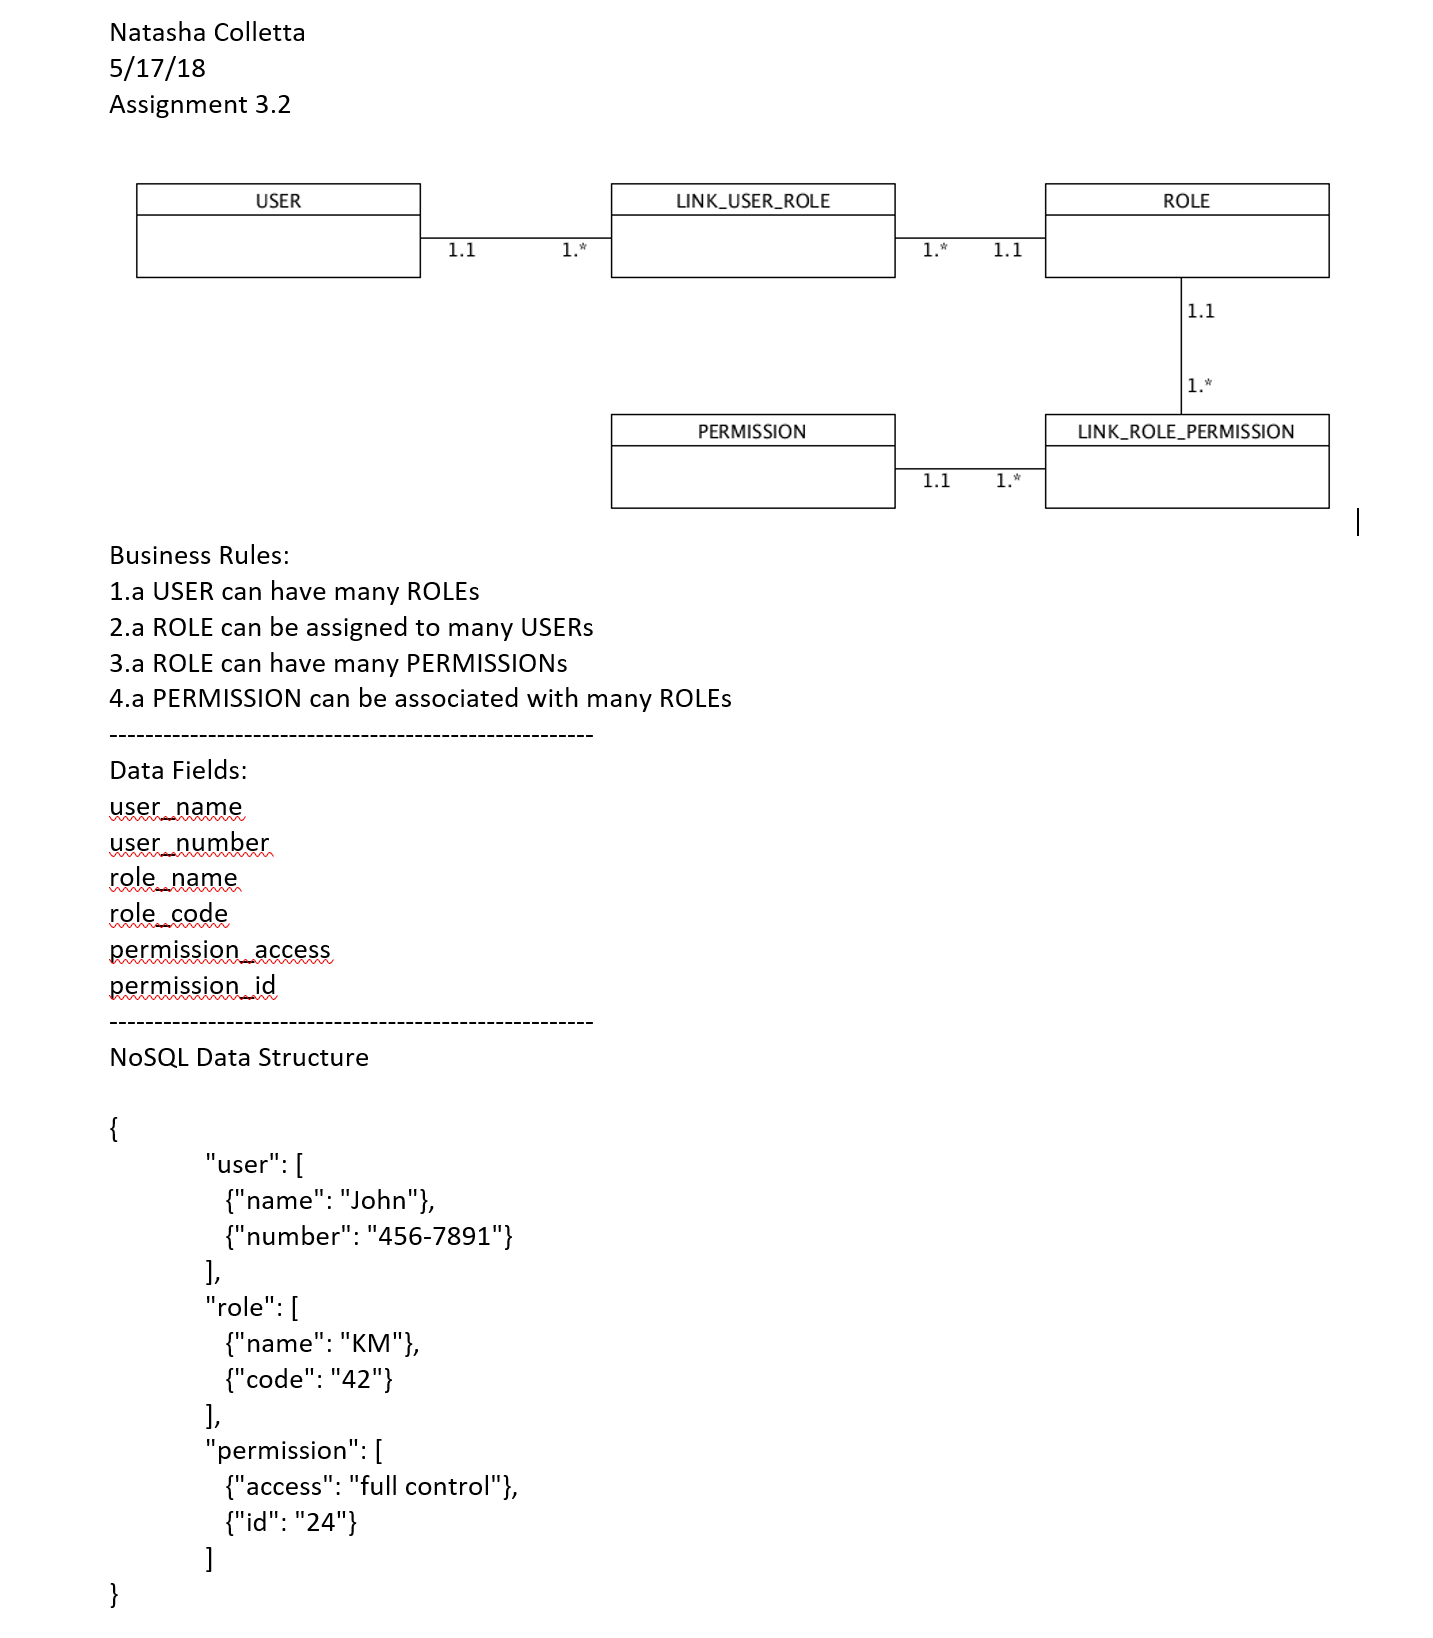 Natasha Colletta
5/17/18
Assignment 3.2
USER
LINK_USER_ROLE
ROLE
1.1
1.*
1.*
1.1
1.1
1.*
PERMISSION
LINK_ROLE_PERMISSION
1.1
1.*
Business Rules:
1.a USER can have many ROLEs
2.a ROLE can be assigned to many USERs
3.a ROLE can have many PERMISSIONs
4.a PERMISSION can be associated with many ROLEs
------------------------------------------------------
Data Fields:
user_name
user_number
role_name
role_code
permission_access
permission_id
------------------------------------------------------
NoSQL Data Structure
{
"user": [
{"name": "John"},
{"number": "456-7891"}
],
"role": [
{"name": "KM"},
{"code": "42"}
],
"permission": [
{"access": "full control"},
{"id": "24"}
]
}